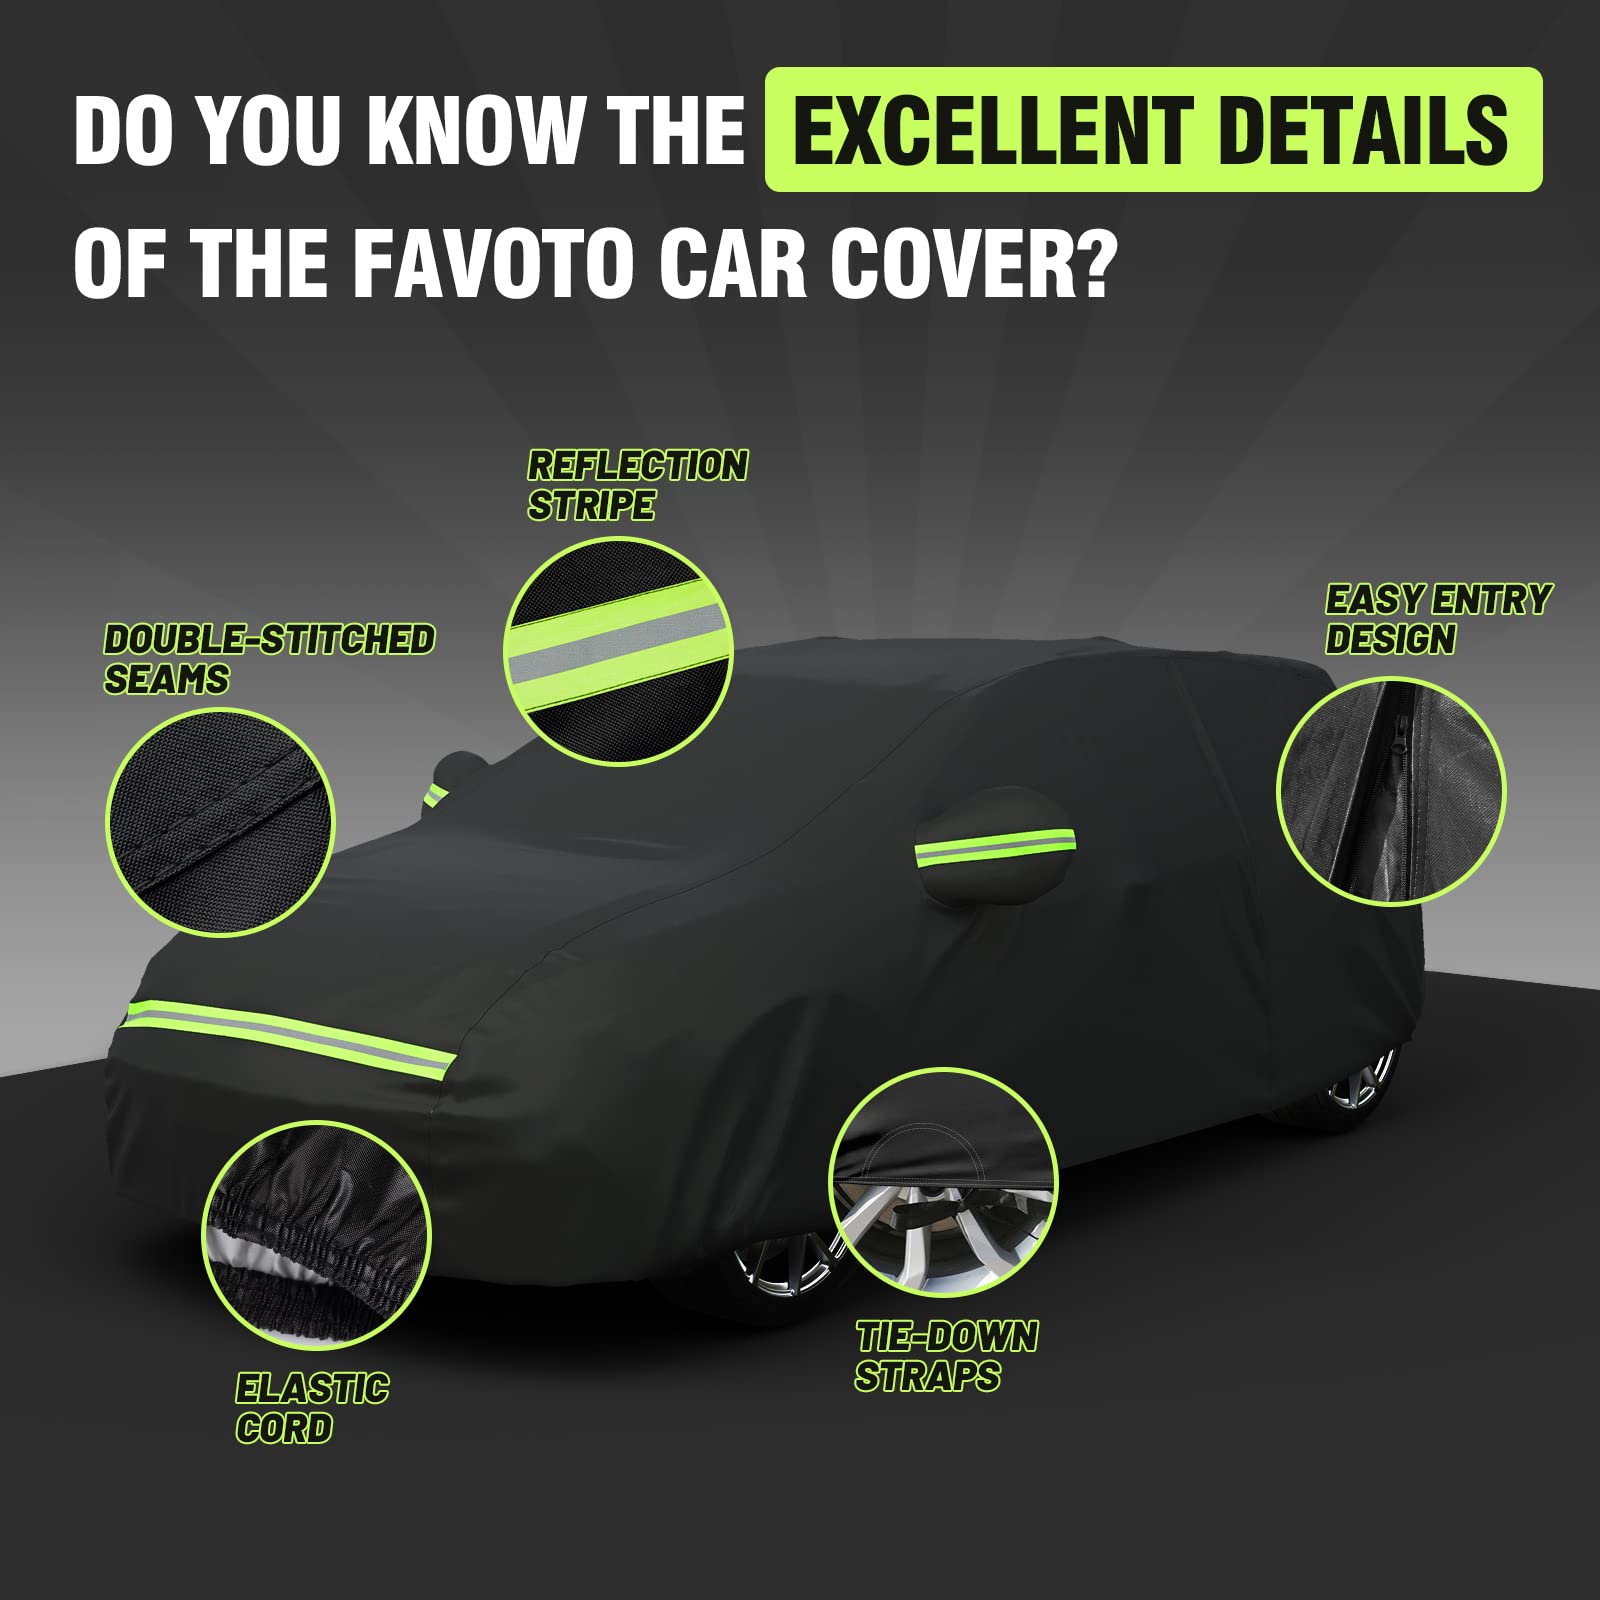 DO YOU KNOW THE EXCELLENT DETAILS
OF THE FAVOTO CAR COVER?
REFLECTION
STRIPE
DOUBLE-STITCHED
SEAMS
EASY ENTRY
DESIGN
ELASTIC
CORD
TIE-DOWN
STRAPS